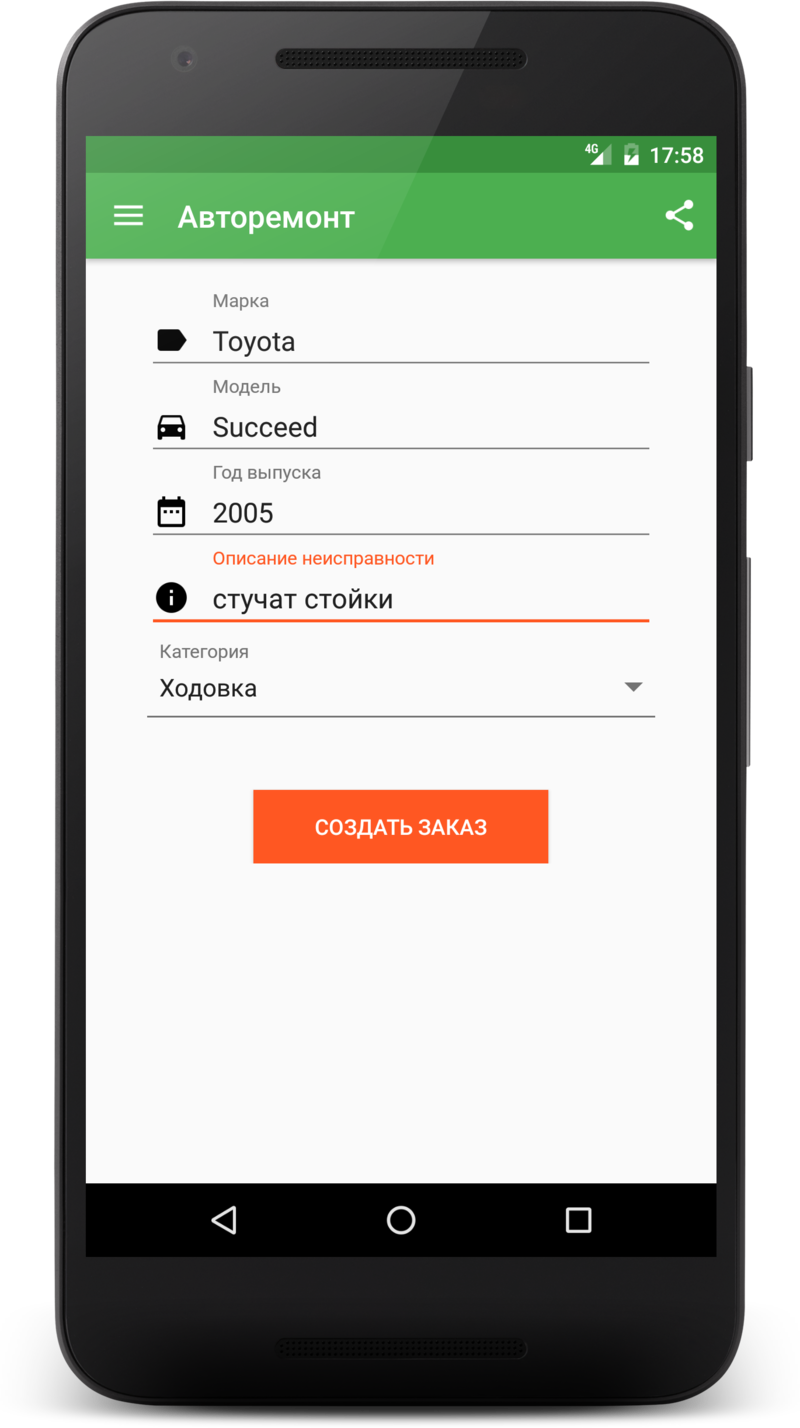 4G 17:58
Авторемонт
Марка
Toyota
Модель
Succeed
Год выпуска
2005
Описание неисправности
стучат стойки
Категория
Ходовка
СОЗДАТЬ ЗАКАЗ